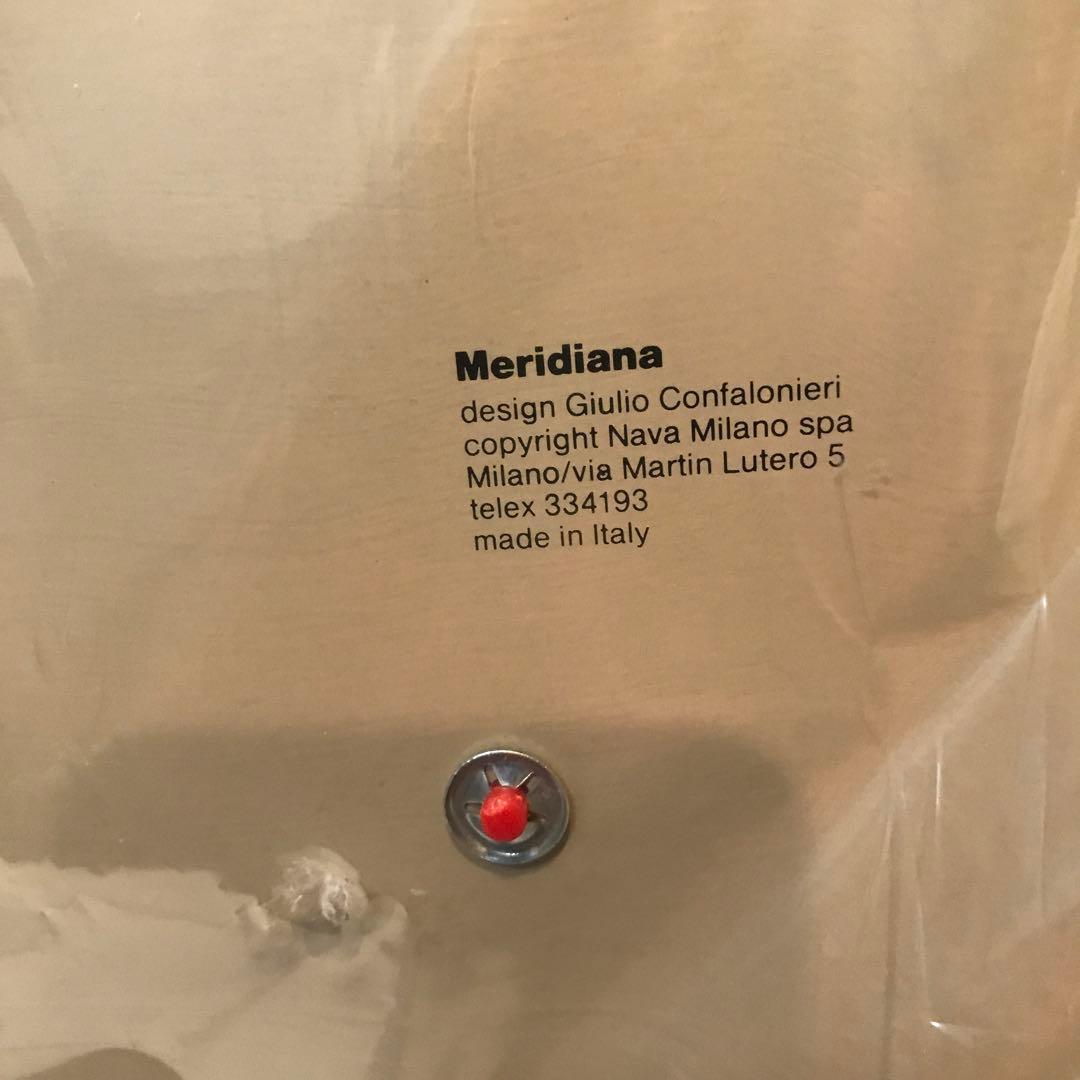 Meridiana
design Giulio Confalonieri
copyright Nava Milano spa
Milano/via Martin Lutero 5
telex 334193
made in Italy